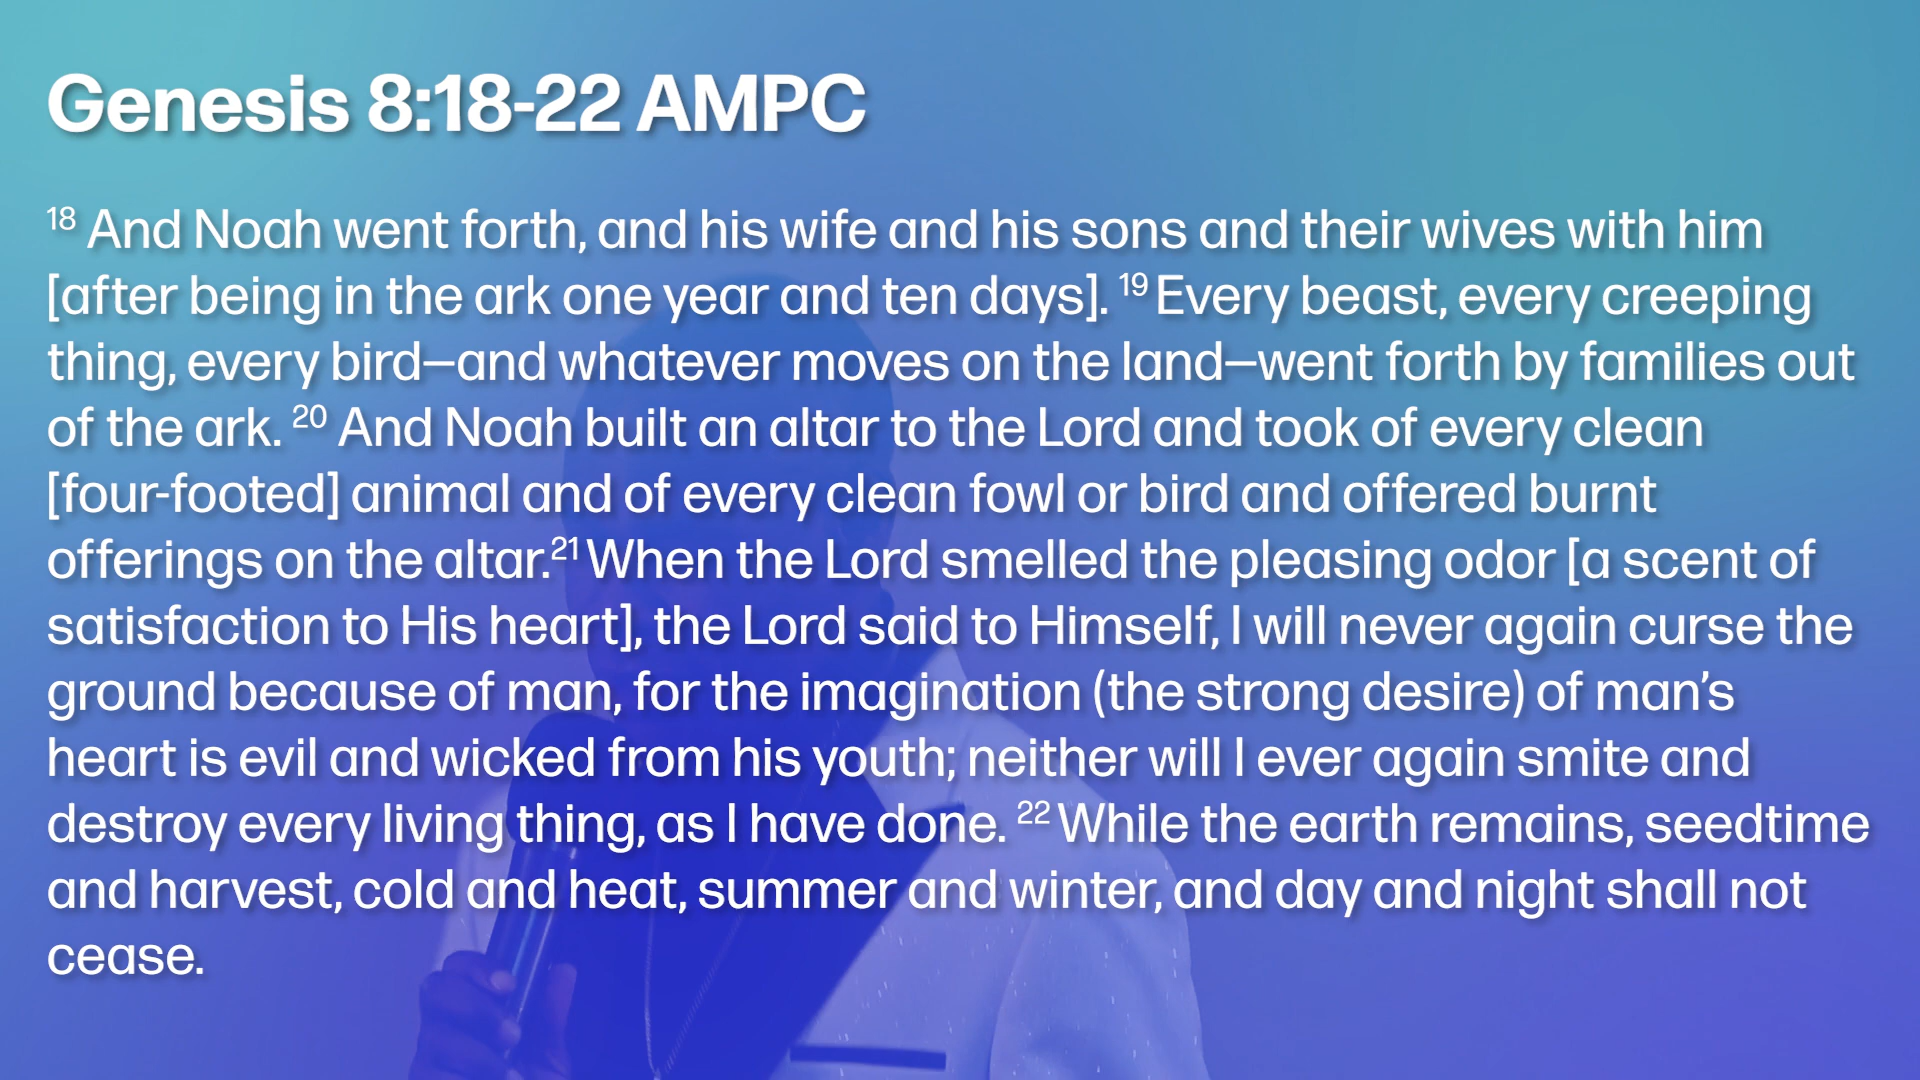 Genesis 8:18-22 AMPC
18 And Noah went forth, and his wife and his sons and their wives with him
[after being in the ark one year and ten days]. 19 Every beast, every creeping
thing, every bird—and whatever moves on the land—went forth by families out
of the ark. 20 And Noah built an altar to the Lord and took of every clean
[four-footed] animal and of every clean fowl or bird and offered burnt
offerings on the altar.21 When the Lord smelled the pleasing odor [a scent of
satisfaction to His heart], the Lord said to Himself, I will never again curse the
ground because of man, for the imagination (the strong desire) of man’s
heart is evil and wicked from his youth; neither will I ever again smite and
destroy every living thing, as I have done. 22 While the earth remains, seedtime
and harvest, cold and heat, summer and winter, and day and night shall not
cease.